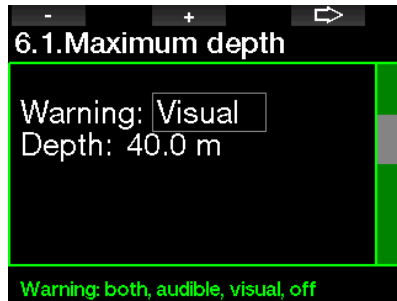 - +
6.1.Maximum depth
Warning: Visual
Depth: 40.0 m
Warning: both, audible, visual, off